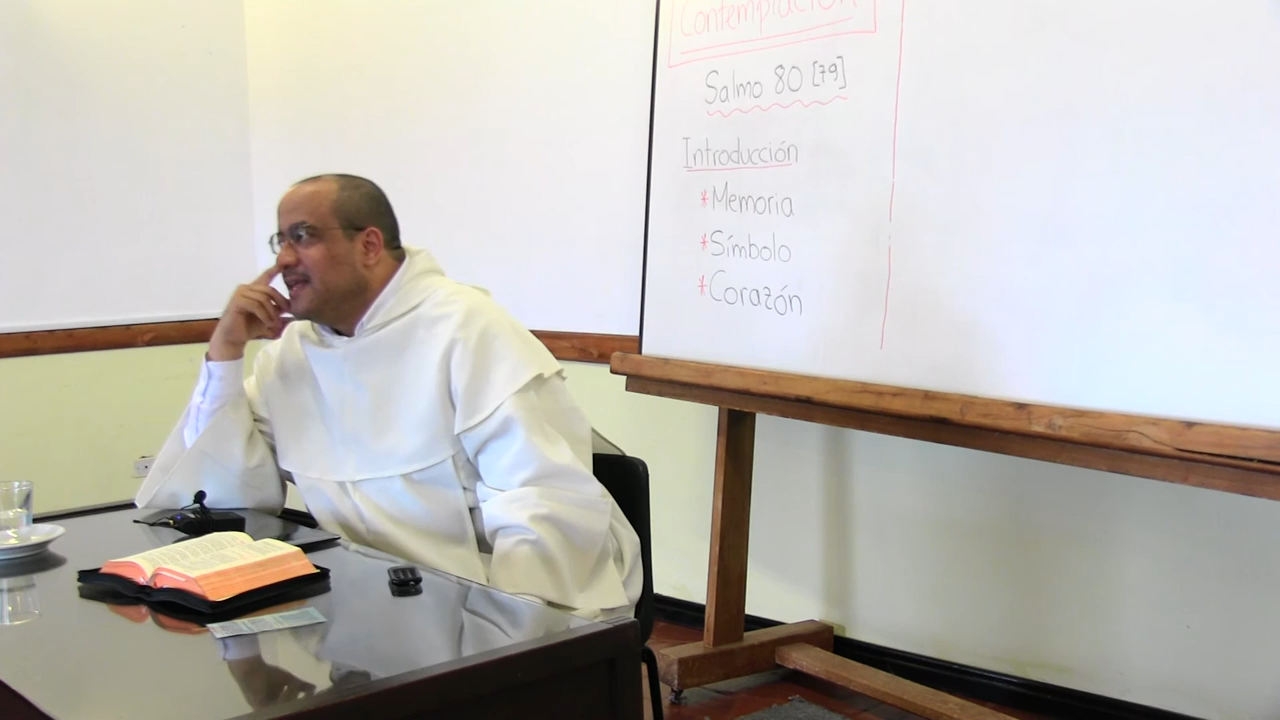 Contemplación
Salmo 80 [79]
Introducción
*Memoria
*Símbolo
*Corazón